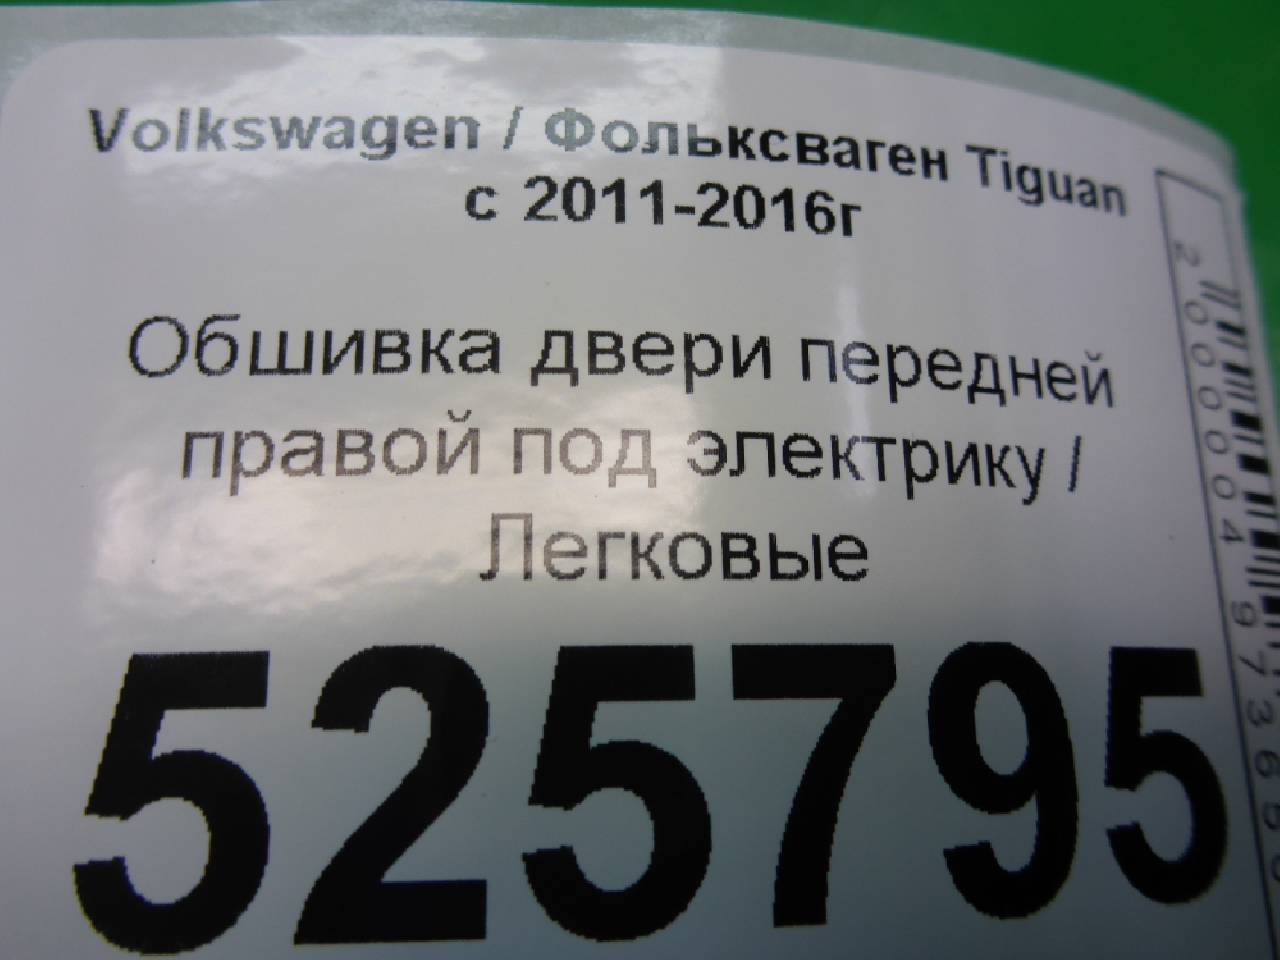 Volkswagen / Фольксваген Tiguan
с 2011-2016г
Обшивка двери передней
правой под электрику /
Легковые
525795